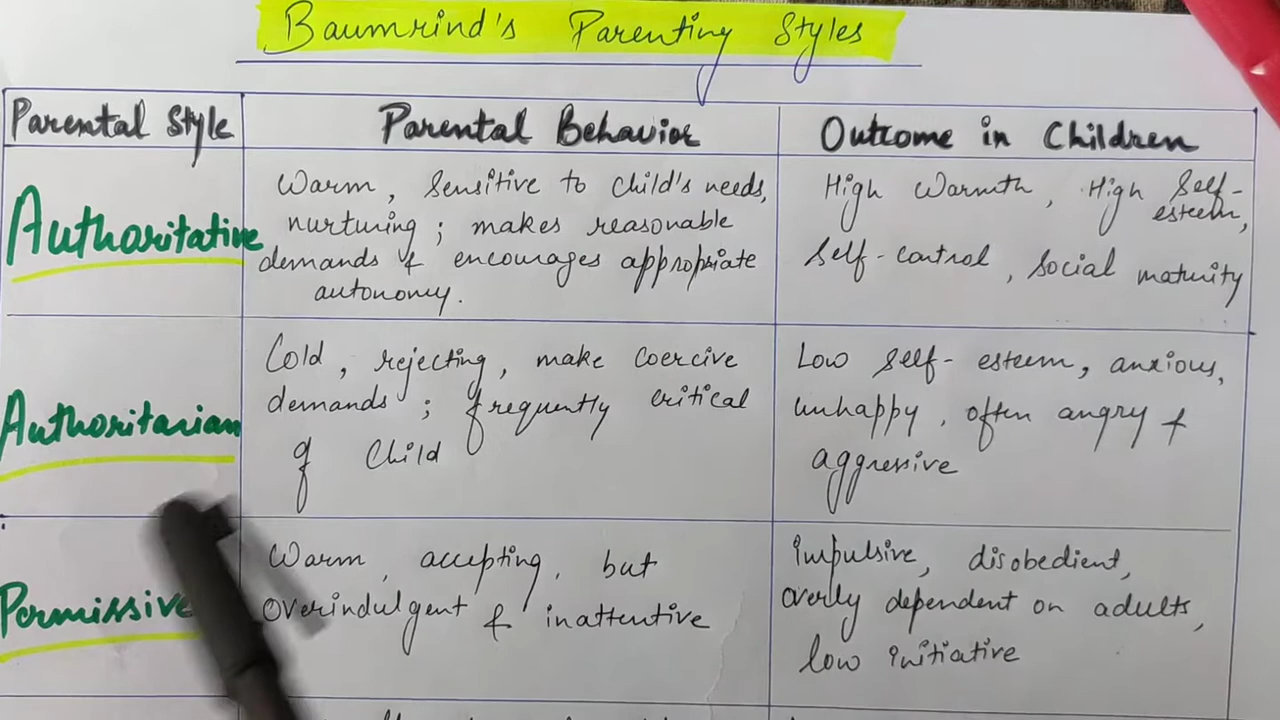 Baumrind's Parenting Styles
Parental Style
Parental Behavior
Outcome in Children
Authoritative
Warm, Sensitive to child's needs,
nurturing; makes reasonable
demands & encourages appropriate
autonomy.
High Warmth, High Self-
esteem,
Self-control, Social maturity
Authoritarian
Cold, rejecting, make coercive
demands; frequently critical
of Child
Low Self-esteem, anxious,
unhappy, often angry &
aggressive
Permissive
Warm, accepting, but
overindulgent & inattentive
impulsive, disobedient,
overly dependent on adults,
low initiative